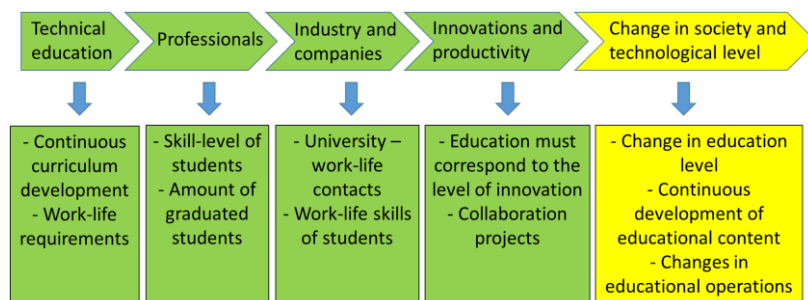 Technical
education
Professionals
Industry and
companies
Innovations and
productivity
Change in society and
technological level
- Continuous
curriculum
development
- Work-life
requirements
- Skill-level of
students
- Amount of
graduated
students
- University –
work-life
contacts
- Work-life skills
of students
- Education must
correspond to the
level of innovation
- Collaboration
projects
- Change in education
level
- Continuous
development of
educational content
- Changes in
educational operations